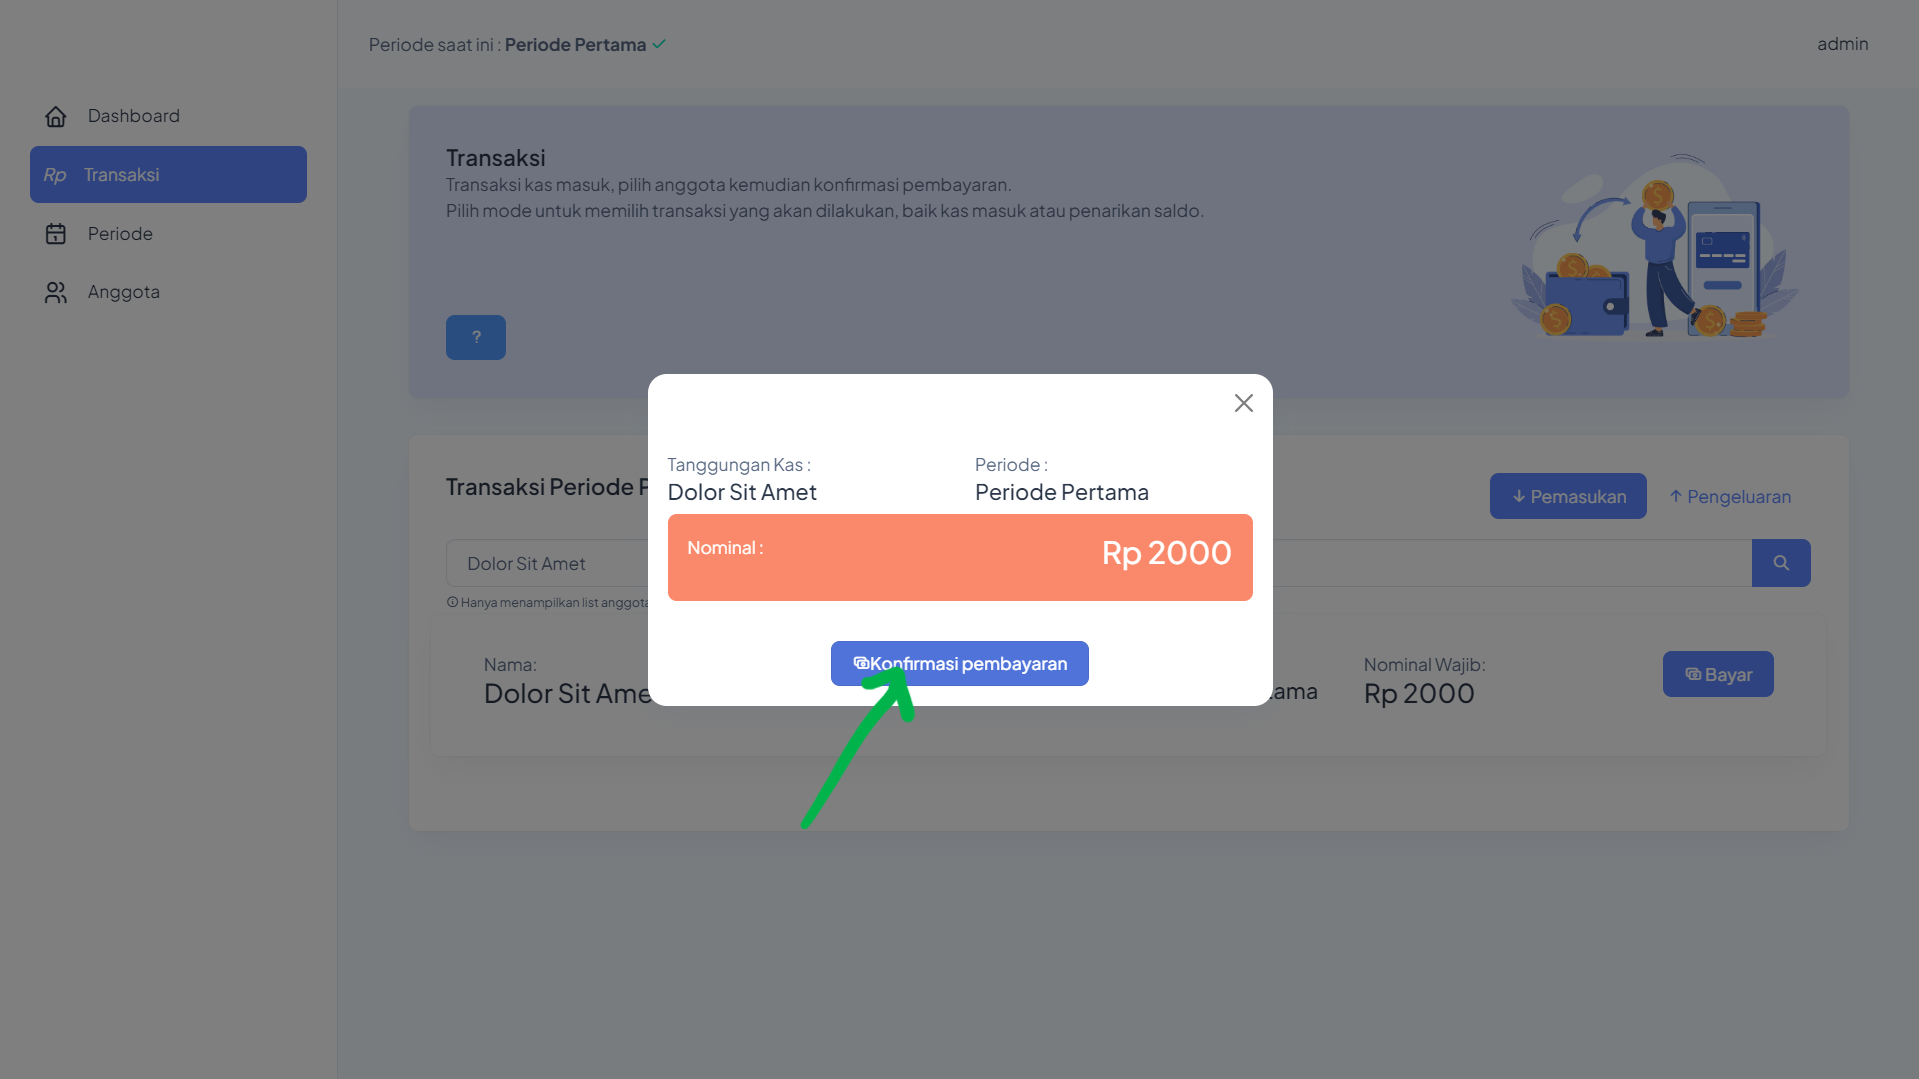 Periode saat ini : Periode Pertama
admin
Dashboard
Rp Transaksi
Periode
Anggota
Transaksi
Transaksi kas masuk, pilih anggota kemudian konfirmasi pembayaran.
Pilih mode untuk memilih transaksi yang akan dilakukan, baik kas masuk atau penarikan saldo.
?
Tanggungan Kas :
Dolor Sit Amet
Periode :
Periode Pertama
Nominal :
Rp 2000
Konfirmasi pembayaran
Transaksi Periode P
↓ Pemasukan
↑ Pengeluaran
Dolor Sit Amet
Hanya menampilkan list anggota
Nama:
Dolor Sit Ame
ama
Nominal Wajib:
Rp 2000
Bayar